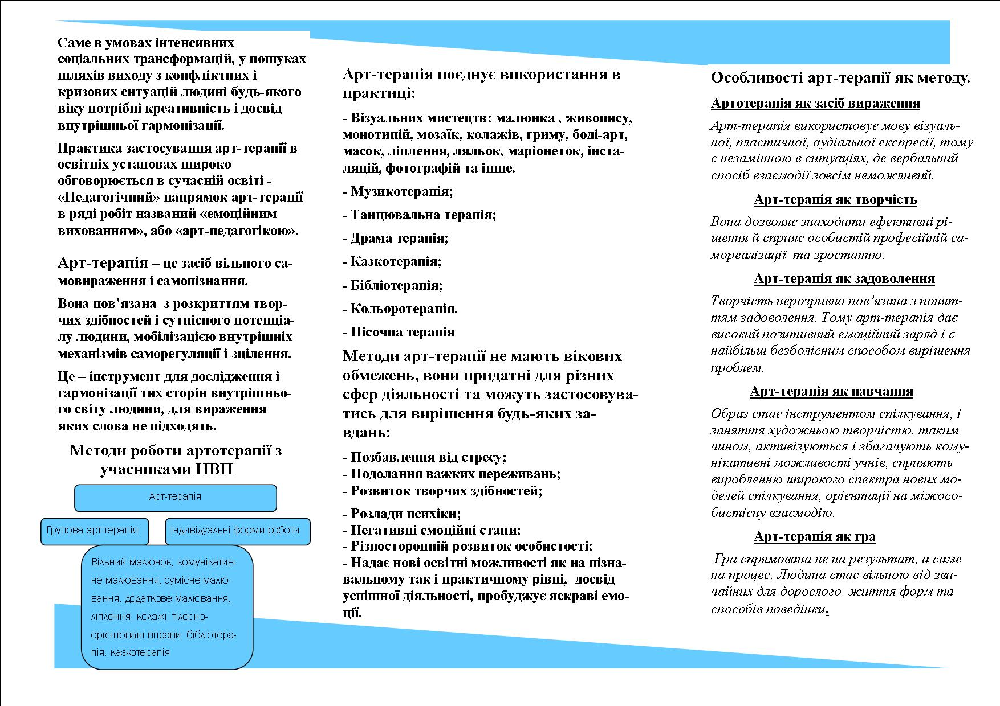 Саме в умовах інтенсивних
соціальних трансформацій, у пошуках
шляхів виходу з конфліктних і
кризових ситуацій людині будь-якого
віку потрібні креативність і досвід
внутрішньої гармонізації.
Практика застосування арт-терапії в
освітніх установах широко
обговорюється в сучасній освіті -
«Педагогічний» напрямок арт-терапії
в ряді робіт названий «емоційним
вихованням», або «арт-педагогікою».
Арт-терапія – це засіб вільного са-
мовираження і самопізнання.
Вона пов’язана з розкриттям твор-
чих здібностей і сутнісного потенціа-
лу людини, мобілізацією внутрішніх
механізмів саморегуляції і зцілення.
Це – інструмент для дослідження і
гармонізації тих сторін внутрішньо-
го світу людини, для вираження
яких слова не підходять.
Методи роботи артотерапії з
учасниками НВП
Арт-терапія
Групова арт-терапія
Індивідуальні форми роботи
Вільний малюнок, комунікатив-
не малювання, сумісне малю-
вання, додаткове малювання,
ліплення, колажі, тілесно-
орієнтовані вправи, бібліотера-
пія, казкотерапія
Арт-терапія поєднує використання в
практиці:
- Візуальних мистецтв: малюнка , живопису,
монотипій, мозаїк, колажів, гриму, боді-арт,
масок, ліплення, ляльок, маріонеток, інста-
ляцій, фотографій та інше.
- Музикотерапія;
- Танцювальна терапія;
- Драма терапія;
- Казкотерапія;
- Бібліотерапія;
- Кольоротерапія.
- Пісочна терапія
Методи арт-терапії не мають вікових
обмежень, вони придатні для різних
сфер діяльності та можуть застосовува-
тись для вирішення будь-яких за-
вдань:
- Позбавлення від стресу;
- Подолання важких переживань;
- Розвиток творчих здібностей;
- Розлади психіки;
- Негативні емоційні стани;
- Різносторонній розвиток особистості;
- Надає нові освітні можливості як на пізна-
вальному так і практичному рівні, досвід
успішної діяльності, пробуджує яскраві емо-
ції.
Особливості арт-терапії як методу.
Артотерапія як засіб вираження
Арт-терапія використовує мову візуаль-
ної, пластичної, аудіальної експресії, тому
є незамінною в ситуаціях, де вербальний
спосіб взаємодії зовсім неможливий.
Арт-терапія як творчість
Вона дозволяє знаходити ефективні рі-
шення й сприяє особистій професійній са-
мореалізації та зростанню.
Арт-терапія як задоволення
Творчість нерозривно пов’язана з понят-
тям задоволення. Тому арт-терапія дає
високий позитивний емоційний заряд і є
найбільш безболісним способом вирішення
проблем.
Арт-терапія як навчання
Образ стає інструментом спілкування, і
заняття художньою творчістю, таким
чином, активізуються і збагачують кому-
нікативні можливості учнів, сприяють
виробленню широкого спектра нових мо-
делей спілкування, орієнтації на міжосо-
бистісну взаємодію.
Арт-терапія як гра
Гра спрямована не на результат, а саме
на процес. Людина стає вільною від зви-
чайних для дорослого життя форм та
способів поведінки.